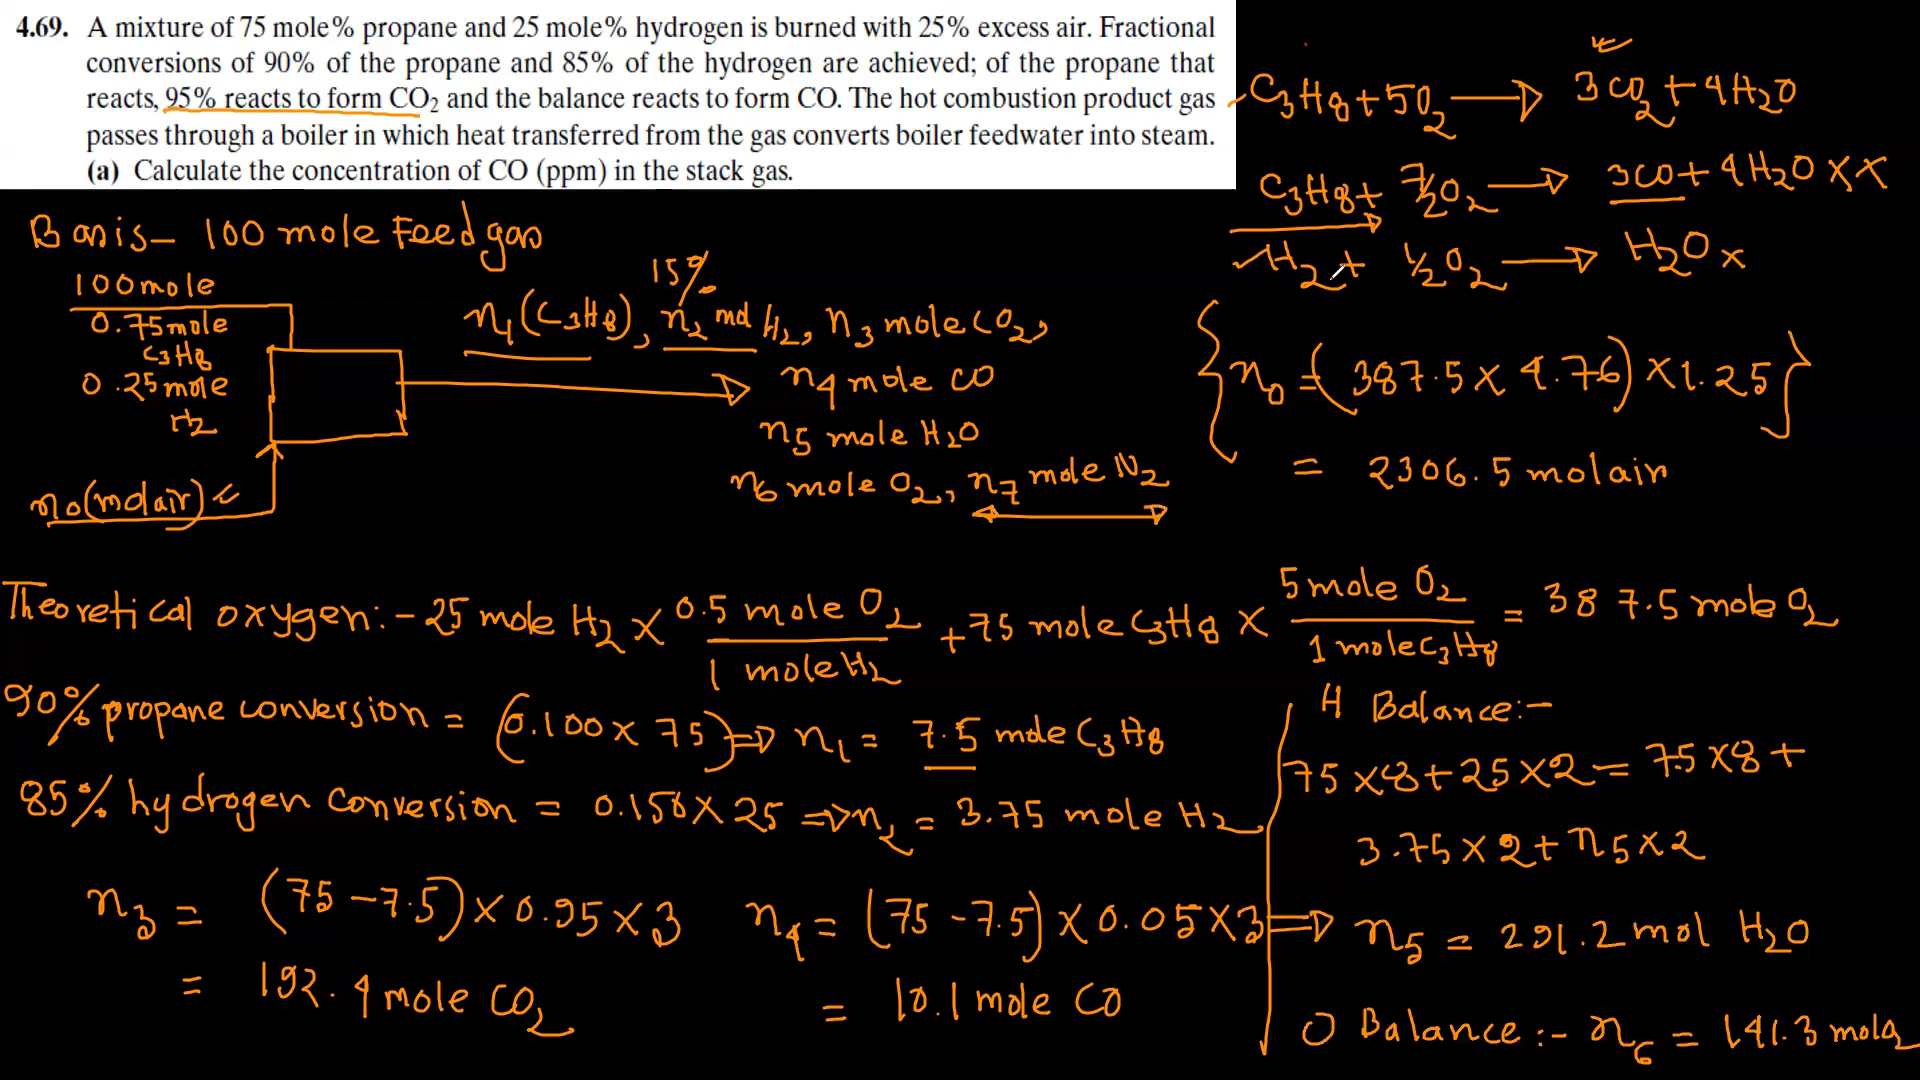 4.69. A mixture of 75 mole% propane and 25 mole% hydrogen is burned with 25% excess air. Fractional
conversions of 90% of the propane and 85% of the hydrogen are achieved; of the propane that
reacts, 95% reacts to form CO₂ and the balance reacts to form CO. The hot combustion product gas
passes through a boiler in which heat transferred from the gas converts boiler feedwater into steam.
(a) Calculate the concentration of CO (ppm) in the stack gas.
C₃H₈ + 5O₂ → 3CO₂ + 4H₂O
C₃H₈ + 7/2 O₂ → 3CO + 4H₂O XX
H₂ + 1/2 O₂ → H₂O x
Basis - 100 mole Feed gas
100 mole
0.75 mole
C₃H₈
0.25 mole
H₂
n₀(mol air)
15%
n₁(C₃H₈), n₂ mol H₂, n₃ mole CO₂,
n₄ mole CO
n₅ mole H₂O
n₆ mole O₂, n₇ mole N₂
{n₀ = (387.5 X 4.76) X 1.25}
= 2306.5 mol air
Theoretical oxygen:- 25 mole H₂ X 0.5 mole O₂ / 1 mole H₂ + 75 mole C₃H₈ X 5 mole O₂ / 1 mole C₃H₈ = 387.5 mole O₂
90% propane conversion = (0.100 X 75) ⇒ n₁ = 7.5 mole C₃H₈
85% hydrogen conversion = 0.150 X 25 ⇒ n₂ = 3.75 mole H₂
n₃ = (75 - 7.5) X 0.95 X 3
= 192.4 mole CO₂
n₄ = (75 - 7.5) X 0.05 X 3
= 10.1 mole CO
H Balance:-
75 X 8 + 25 X 2 = 7.5 X 8 +
3.75 X 2 + n₅ X 2
⇒ n₅ = 291.2 mol H₂O
O Balance:- n₆ = 141.3 mol